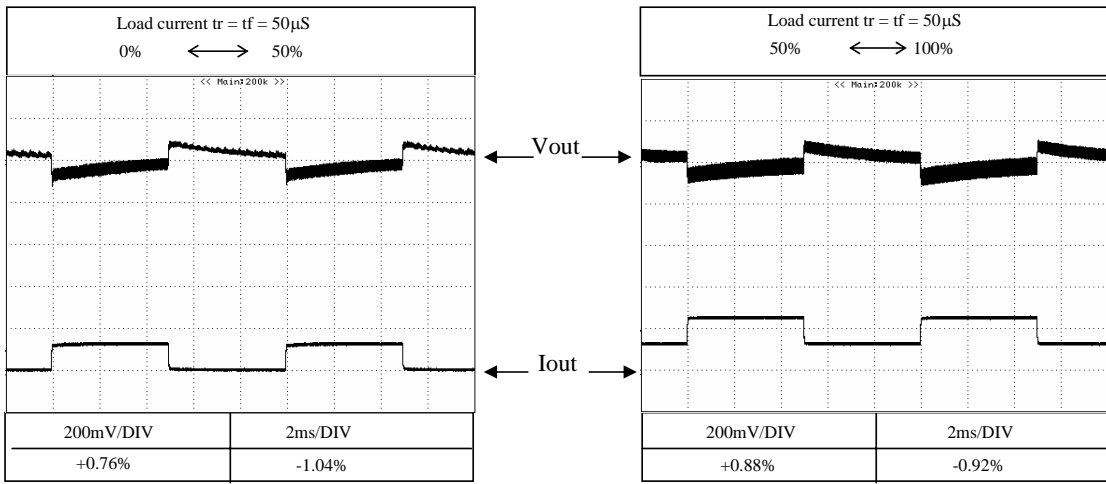 Load current tr = tf = 50μS
0% 50%
<< Main:200k >>
200mV/DIV 2ms/DIV
+0.76% -1.04%
Vout
Iout
Load current tr = tf = 50μS
50% 100%
<< Main:200k >>
200mV/DIV 2ms/DIV
+0.88% -0.92%